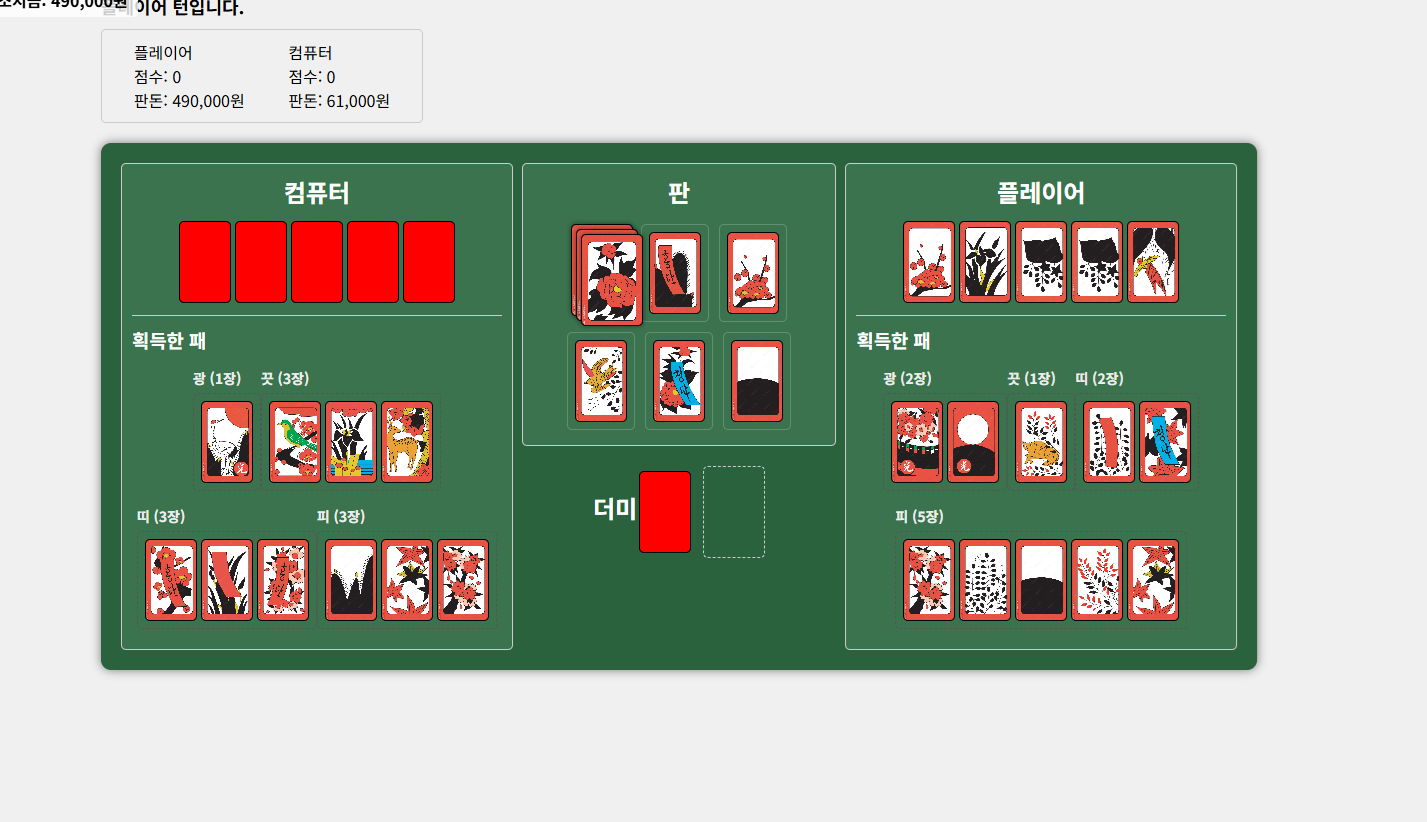 소지금: 490,000원
플레이어 턴입니다.
플레이어
점수: 0
판돈: 490,000원
컴퓨터
점수: 0
판돈: 61,000원
컴퓨터
획득한 패
광 (1장)
끗 (3장)
띠 (3장)
피 (3장)
판
더미
플레이어
획득한 패
광 (2장)
끗 (1장)
띠 (2장)
피 (5장)